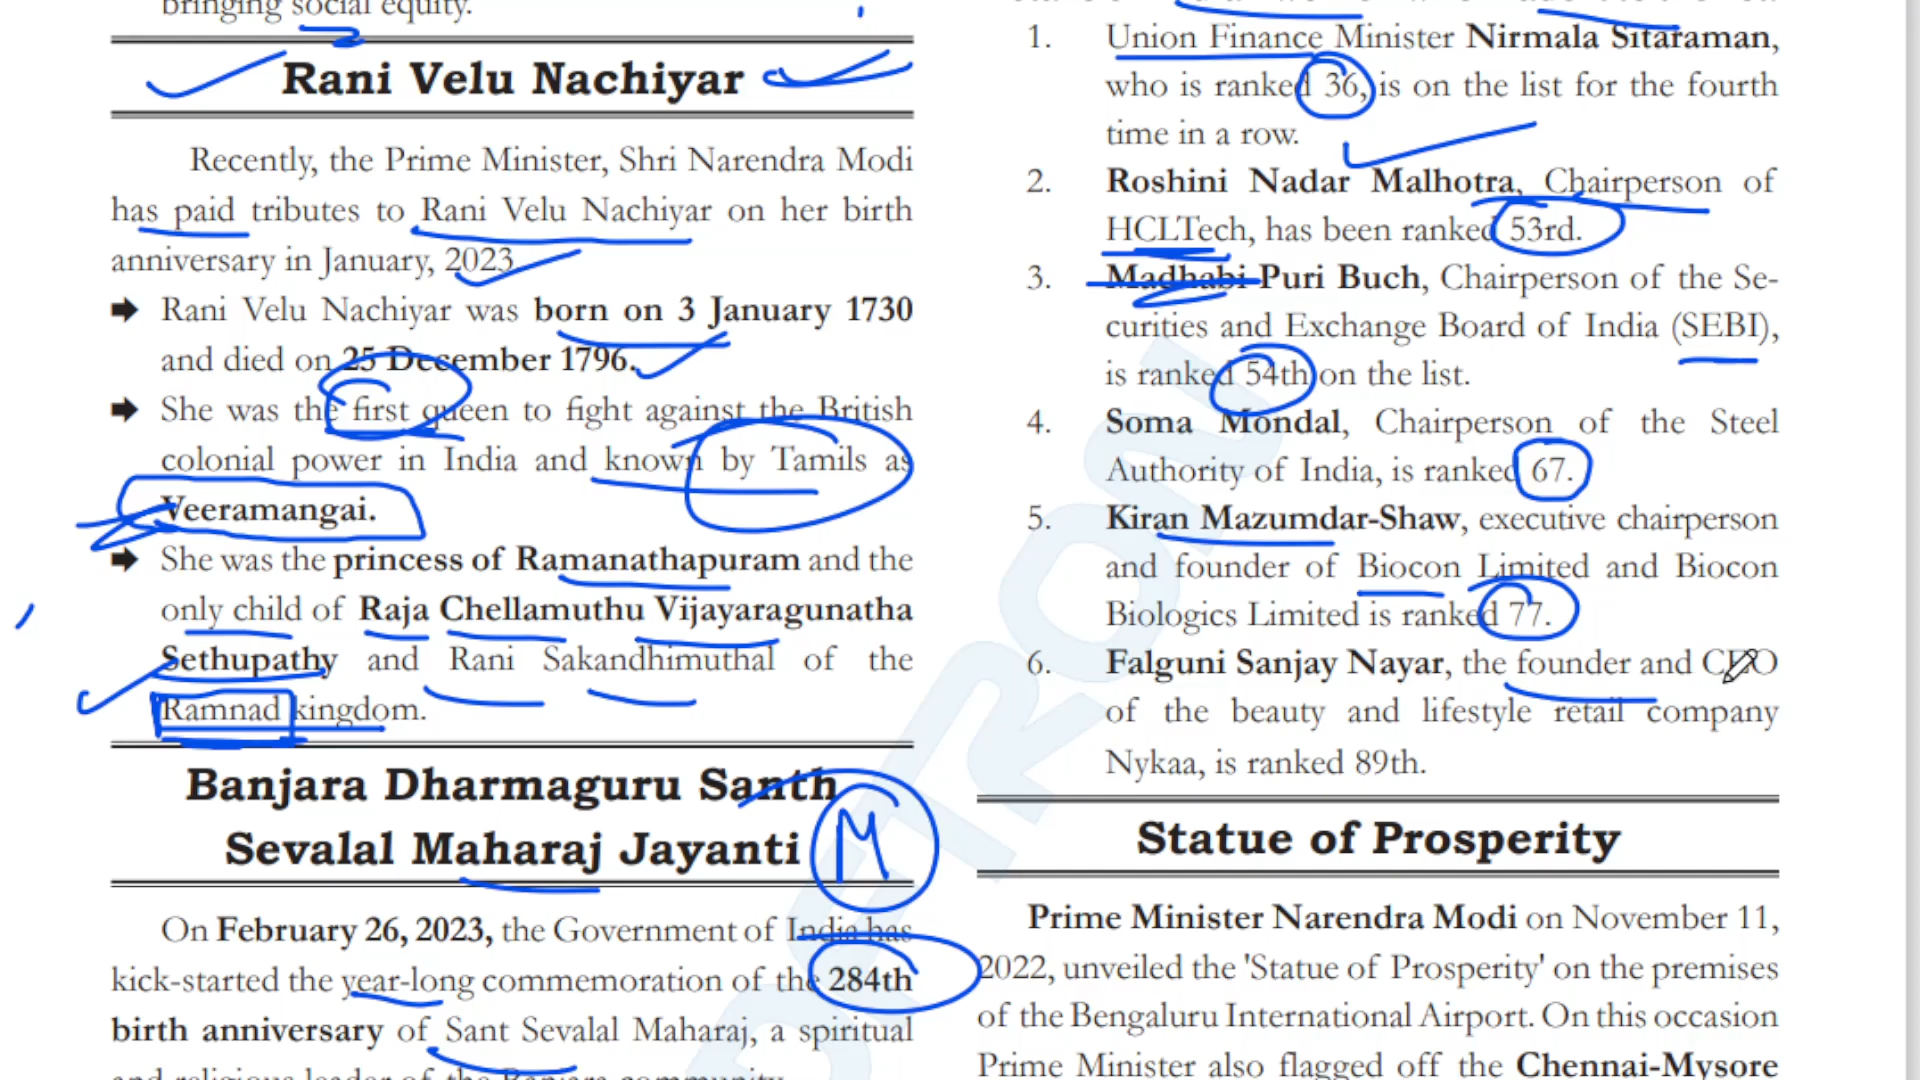 bringing social equity.
Rani Velu Nachiyar
Recently, the Prime Minister, Shri Narendra Modi
has paid tributes to Rani Velu Nachiyar on her birth
anniversary in January, 2023
Rani Velu Nachiyar was born on 3 January 1730
and died on 25 December 1796.
She was the first queen to fight against the British
colonial power in India and known by Tamils as
Veeramangai.
She was the princess of Ramanathapuram and the
only child of Raja Chellamuthu Vijayaragunatha
Sethupathy and Rani Sakandhimuthal of the
Ramnad kingdom.
Banjara Dharmaguru Santh
Sevalal Maharaj Jayanti
M
On February 26, 2023, the Government of India has
kick-started the year-long commemoration of the 284th
birth anniversary of Sant Sevalal Maharaj, a spiritual
and religious leader of the Banjara community.
1. Union Finance Minister Nirmala Sitaraman,
who is ranked 36, is on the list for the fourth
time in a row.
2. Roshini Nadar Malhotra, Chairperson of
HCLTech, has been ranked 53rd.
3. Madhabi Puri Buch, Chairperson of the Se-
curities and Exchange Board of India (SEBI),
is ranked 54th on the list.
4. Soma Mondal, Chairperson of the Steel
Authority of India, is ranked 67.
5. Kiran Mazumdar-Shaw, executive chairperson
and founder of Biocon Limited and Biocon
Biologics Limited is ranked 77.
6. Falguni Sanjay Nayar, the founder and CEO
of the beauty and lifestyle retail company
Nykaa, is ranked 89th.
Statue of Prosperity
Prime Minister Narendra Modi on November 11,
2022, unveiled the 'Statue of Prosperity' on the premises
of the Bengaluru International Airport. On this occasion
Prime Minister also flagged off the Chennai-Mysore